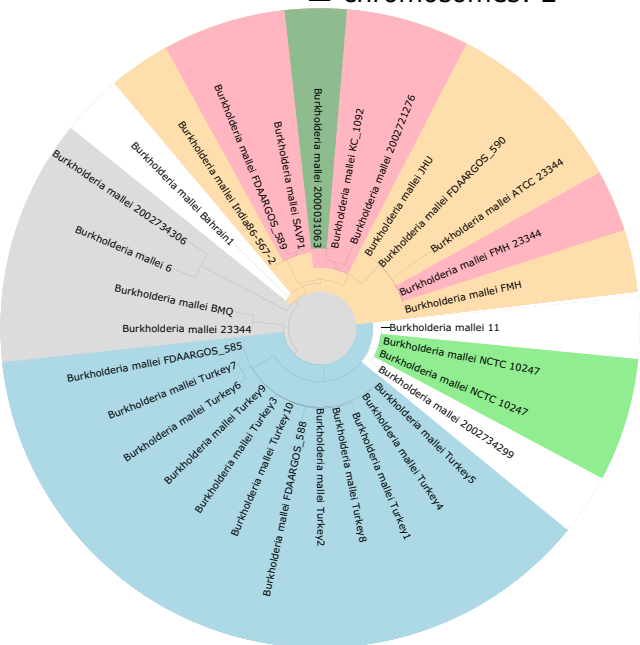 Burkholderia mallei 2000031063
Burkholderia mallei KC_1092
Burkholderia mallei 2002721276
Burkholderia mallei JHU
Burkholderia mallei FDAARGOS_590
Burkholderia mallei ATCC 23344
Burkholderia mallei FMH 23344
Burkholderia mallei FMH
Burkholderia mallei 11
Burkholderia mallei NCTC 10247
Burkholderia mallei NCTC 10247
Burkholderia mallei 2002734299
Burkholderia mallei Turkey5
Burkholderia mallei Turkey4
Burkholderia mallei Turkey1
Burkholderia mallei Turkey8
Burkholderia mallei Turkey2
Burkholderia mallei FDAARGOS_588
Burkholderia mallei Turkey10
Burkholderia mallei Turkey3
Burkholderia mallei Turkey9
Burkholderia mallei Turkey6
Burkholderia mallei Turkey7
Burkholderia mallei FDAARGOS_585
Burkholderia mallei 23344
Burkholderia mallei BMQ
Burkholderia mallei 6
Burkholderia mallei 2002734306
Burkholderia mallei Bahrain1
Burkholderia mallei India86-567-2
Burkholderia mallei FDAARGOS_589
Burkholderia mallei SAVP1